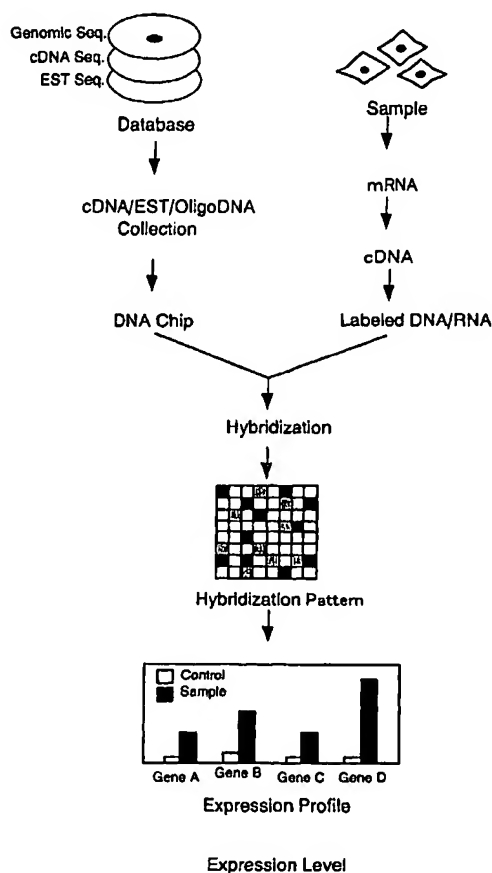 Genomic Seq.
cDNA Seq.
EST Seq.
Database
Sample
cDNA/EST/OligoDNA
Collection
mRNA
cDNA
DNA Chip
Labeled DNA/RNA
Hybridization
Hybridization Pattern
Control
Sample
Gene A
Gene B
Gene C
Gene D
Expression Profile
Expression Level